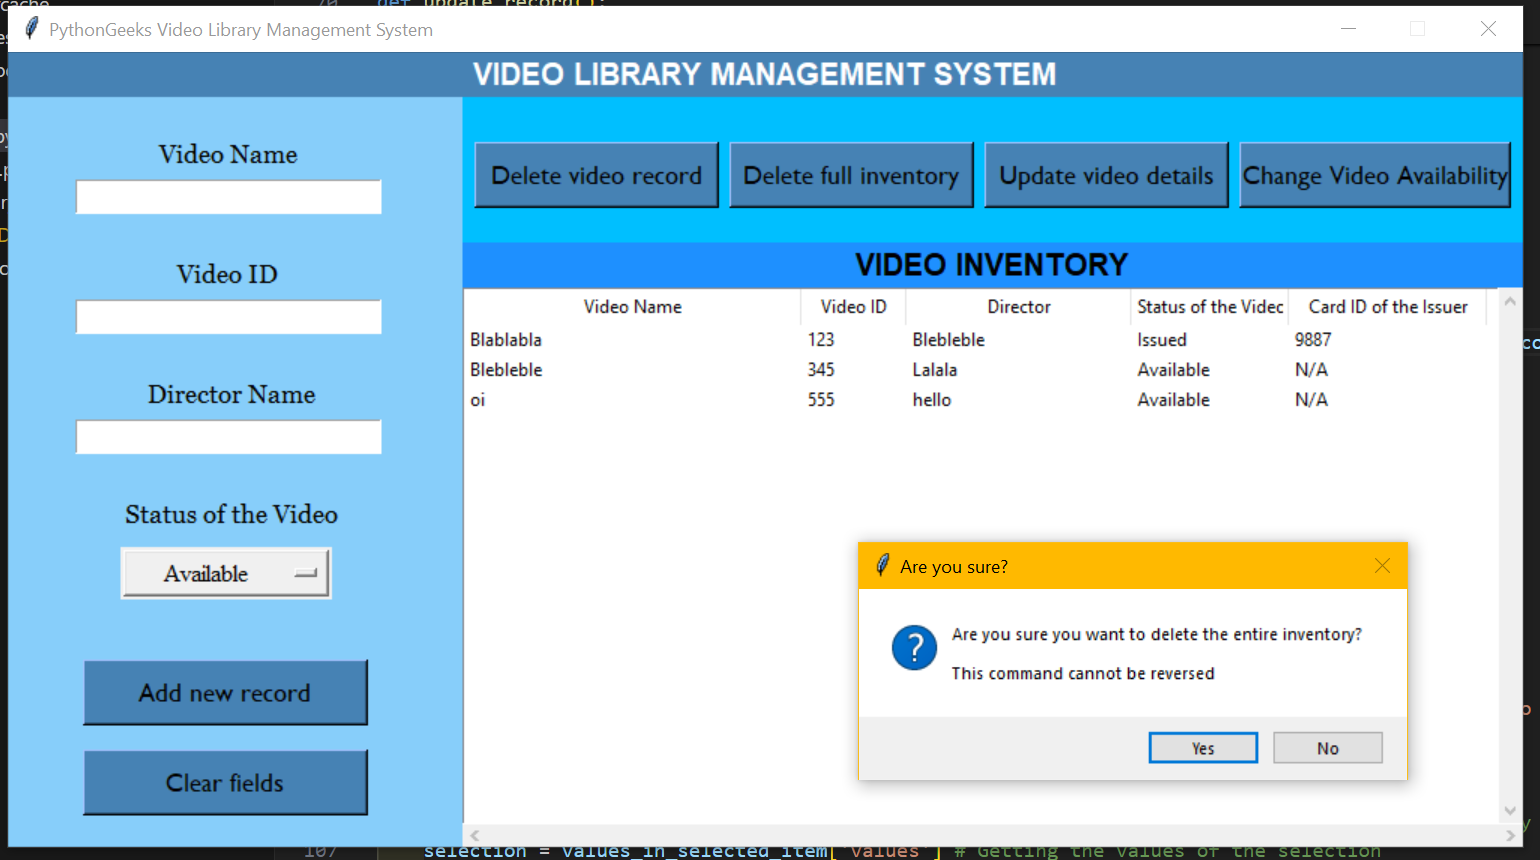 cache
70 def update_record():
PythonGeeks Video Library Management System
VIDEO LIBRARY MANAGEMENT SYSTEM
Video Name
Video ID
Director Name
Status of the Video
Available
Add new record
Clear fields
Delete video record
Delete full inventory
Update video details
Change Video Availability
VIDEO INVENTORY
Video Name Video ID Director Status of the Videc Card ID of the Issuer
Blablabla 123 Blebleble Issued 9887
Blebleble 345 Lalala Available N/A
oi 555 hello Available N/A
Are you sure?
Are you sure you want to delete the entire inventory?
This command cannot be reversed
Yes
No
107 selection = values_in_selected_item["values"] # Getting the values of the selection